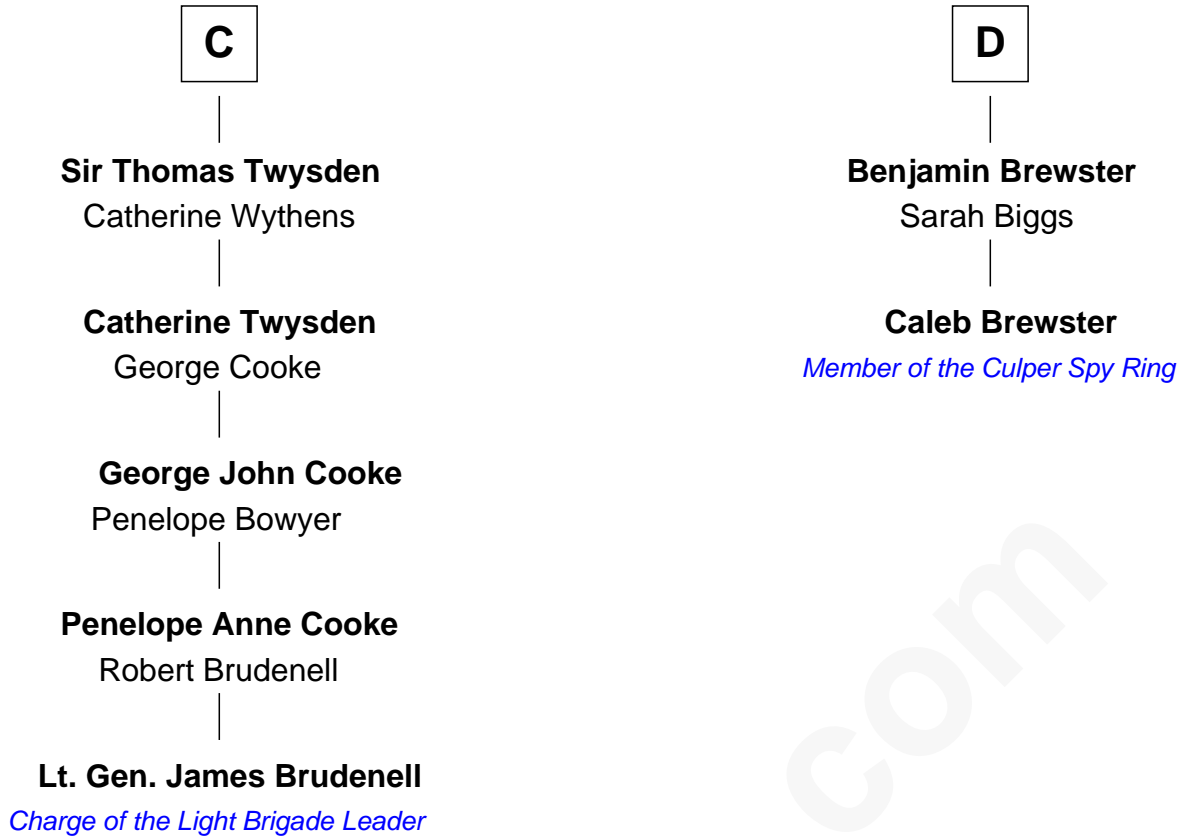 C
Sir Thomas Twysden
Catherine Wythens
Catherine Twysden
George Cooke
George John Cooke
Penelope Bowyer
Penelope Anne Cooke
Robert Brudenell
Lt. Gen. James Brudenell
Charge of the Light Brigade Leader
D
Benjamin Brewster
Sarah Biggs
Caleb Brewster
Member of the Culper Spy Ring
com